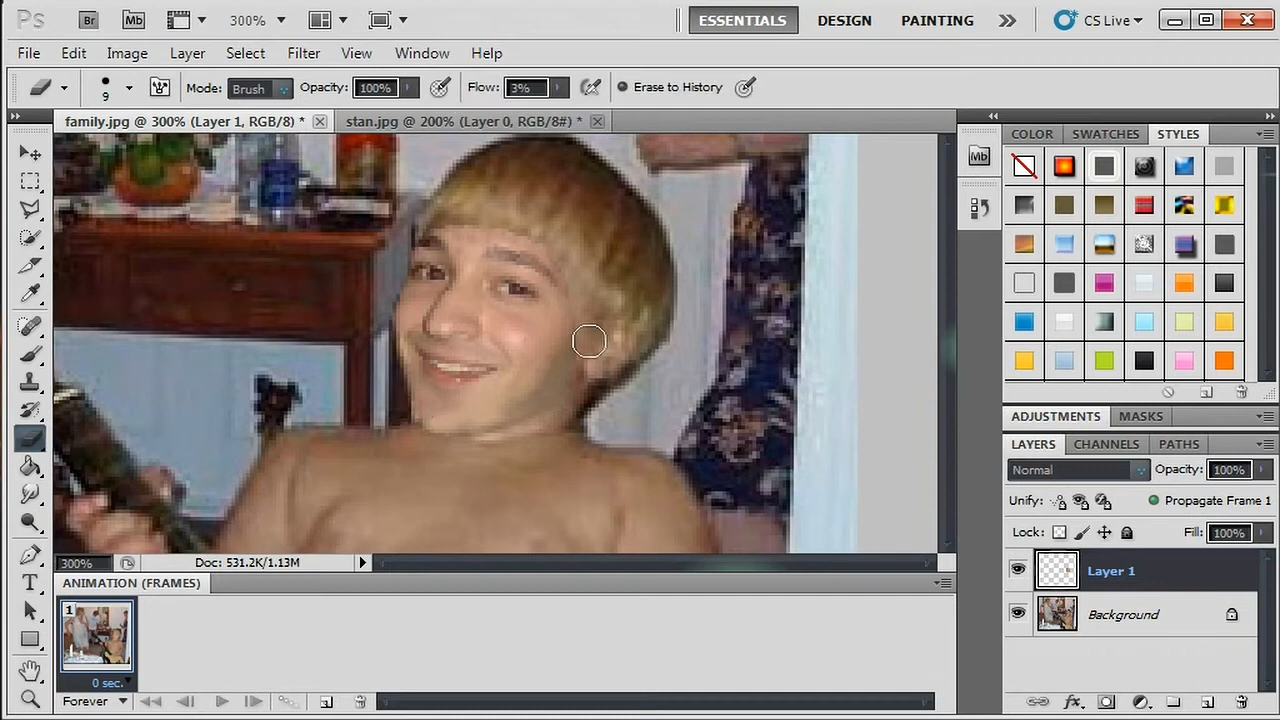 Ps Br Mb 300% ESSENTIALS DESIGN PAINTING CS Live
File Edit Image Layer Select Filter View Window Help
9 Mode: Brush Opacity: 100% Flow: 3% Erase to History
family.jpg @ 300% (Layer 1, RGB/8) * stan.jpg @ 200% (Layer 0, RGB/8#) *
COLOR SWATCHES STYLES
Mb
ADJUSTMENTS MASKS
LAYERS CHANNELS PATHS
Normal Opacity: 100%
Unify: Propagate Frame 1
Lock: Fill: 100%
Layer 1
Background
300% Doc: 531.2K/1.13M
ANIMATION (FRAMES)
1
0 sec.
Forever